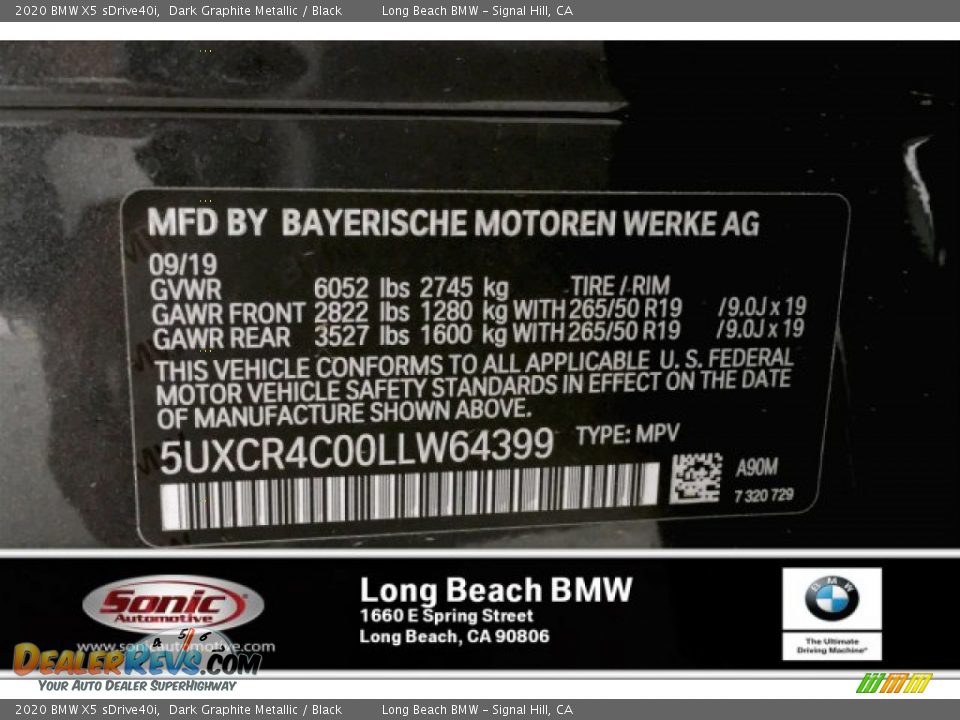 2020 BMW X5 sDrive40i, Dark Graphite Metallic / Black Long Beach BMW - Signal Hill, CA
MFD BY BAYERISCHE MOTOREN WERKE AG
09/19
GVWR 6052 lbs 2745 kg TIRE / RIM
GAWR FRONT 2822 lbs 1280 kg WITH 265/50 R19 /9.0J x 19
GAWR REAR 3527 lbs 1600 kg WITH 265/50 R19 /9.0J x 19
THIS VEHICLE CONFORMS TO ALL APPLICABLE U.S. FEDERAL
MOTOR VEHICLE SAFETY STANDARDS IN EFFECT ON THE DATE
OF MANUFACTURE SHOWN ABOVE.
5UXCR4C00LLW64399 TYPE: MPV
A90M
7 320 729
Sonic
Automotive
www.sonicautomotive.com
Long Beach BMW
1660 E Spring Street
Long Beach, CA 90806
BMW
The Ultimate
Driving Machine®
4 5 6
DealerRevs.com
Your Auto Dealer SuperHighway
2020 BMW X5 sDrive40i, Dark Graphite Metallic / Black Long Beach BMW - Signal Hill, CA